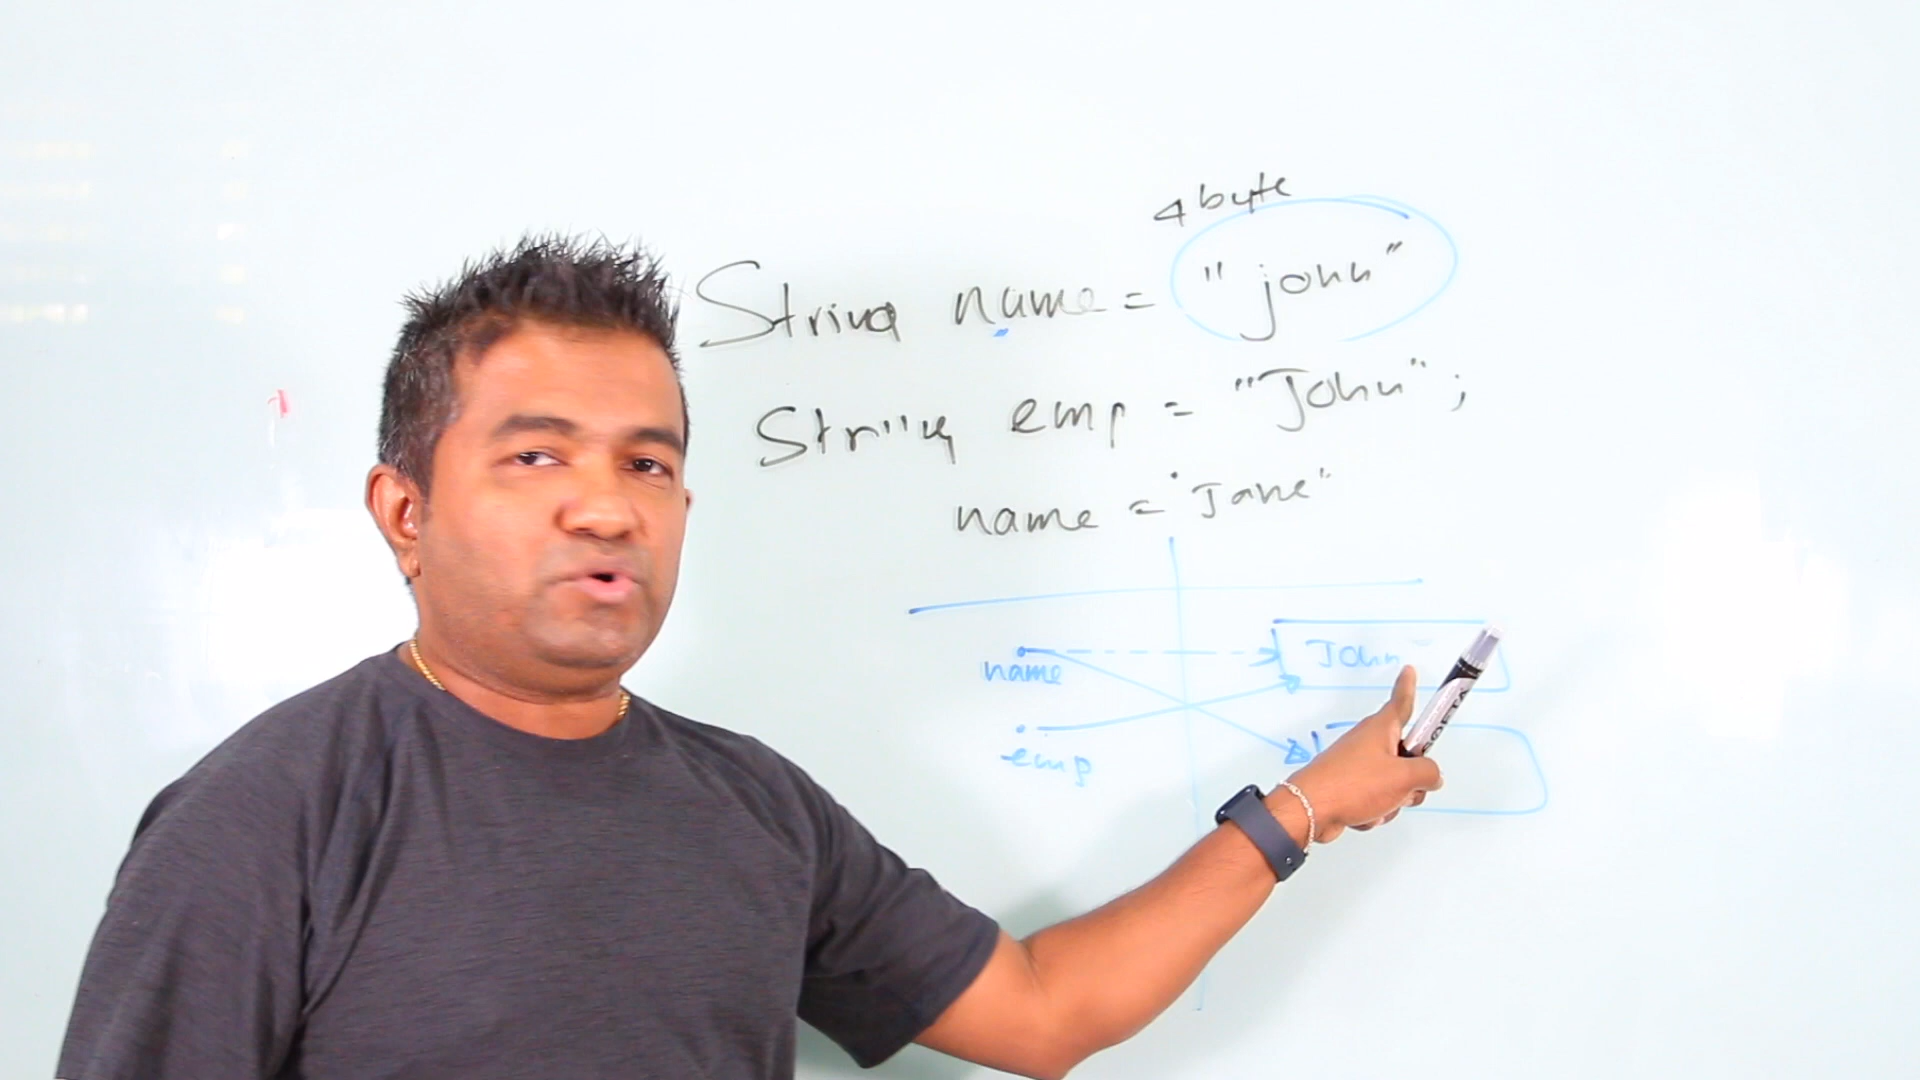 4 byte
String name = "john"
String emp = "John";
name = "Jane"
name John
emp